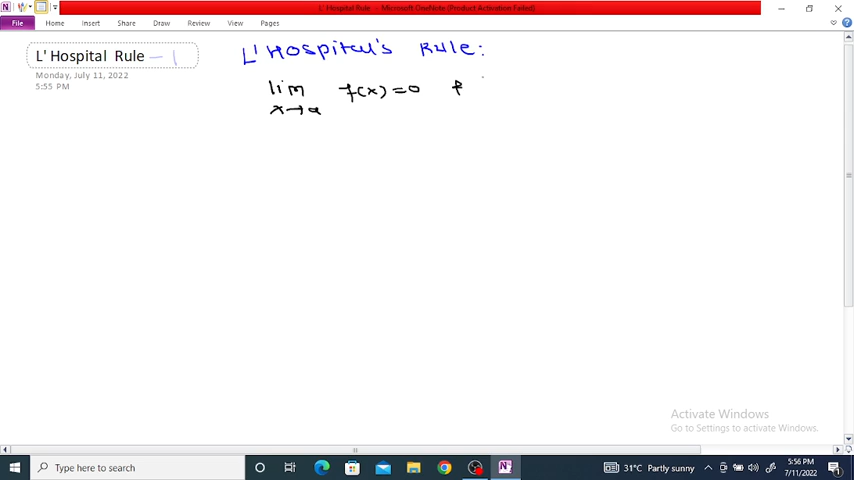 L' Hospital Rule - Microsoft OneNote (Product Activation Failed)
File Home Insert Share Draw Review View Pages
L' Hospital Rule – 1
Monday, July 11, 2022
5:55 PM
L'Hospital's Rule:
lim f(x) = 0
x→a
Activate Windows
Go to Settings to activate Windows.
Type here to search
31°C Partly sunny
5:56 PM
7/11/2022